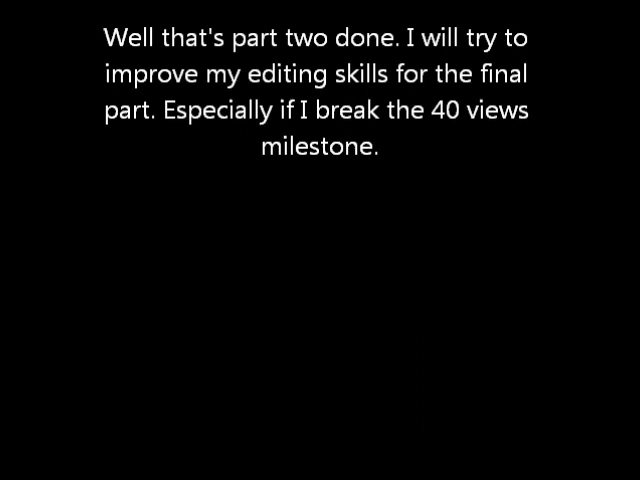 Well that's part two done. I will try to
improve my editing skills for the final
part. Especially if I break the 40 views
milestone.